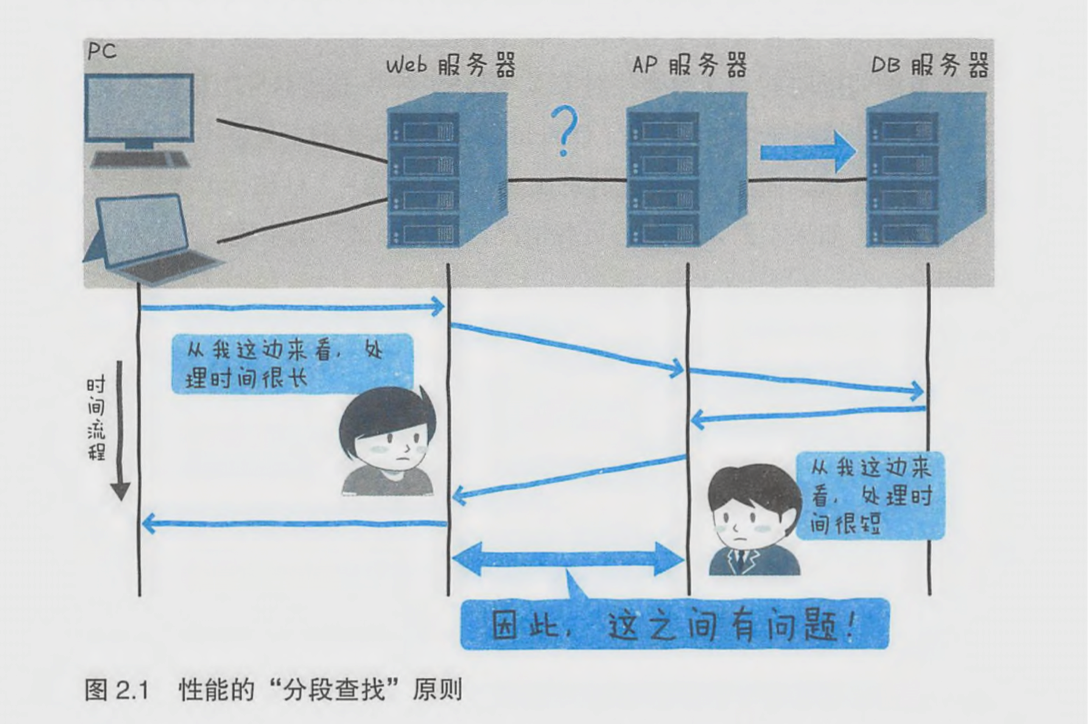 PC
Web 服务器
AP 服务器
DB 服务器
?
从我这边来看，处
理时间很长
时间流程
从我这边来
看，处理时
间很短
因此，这之间有问题！
图 2.1 性能的“分段查找”原则